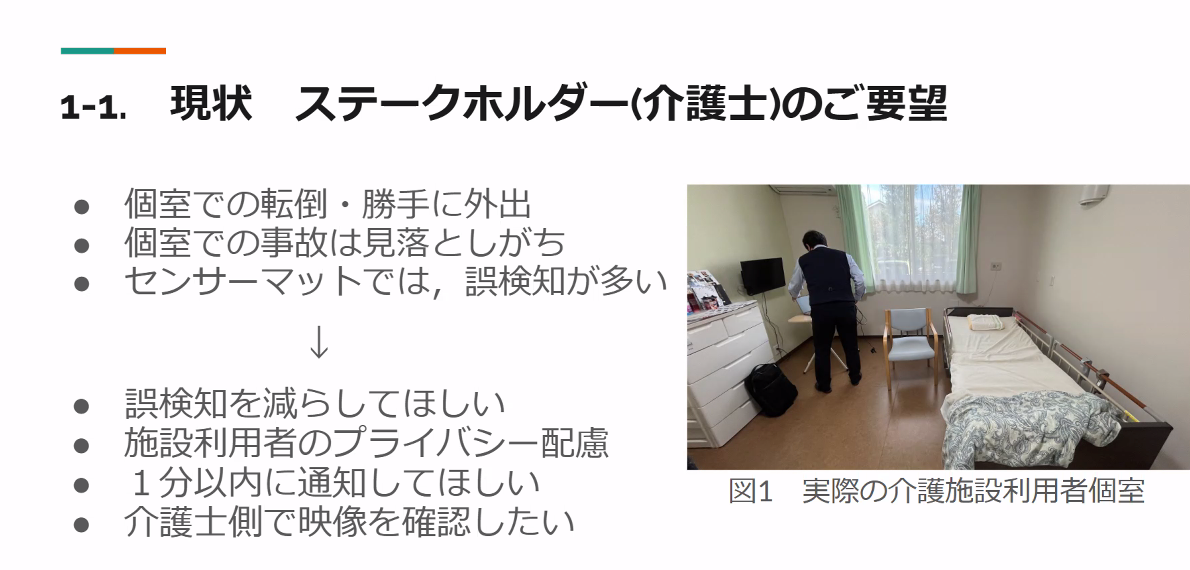 1-1.　現状　ステークホルダー(介護士)のご要望
● 個室での転倒・勝手に外出
● 個室での事故は見落としがち
● センサーマットでは，誤検知が多い
↓
● 誤検知を減らしてほしい
● 施設利用者のプライバシー配慮
● １分以内に通知してほしい
● 介護士側で映像を確認したい
図1　実際の介護施設利用者個室